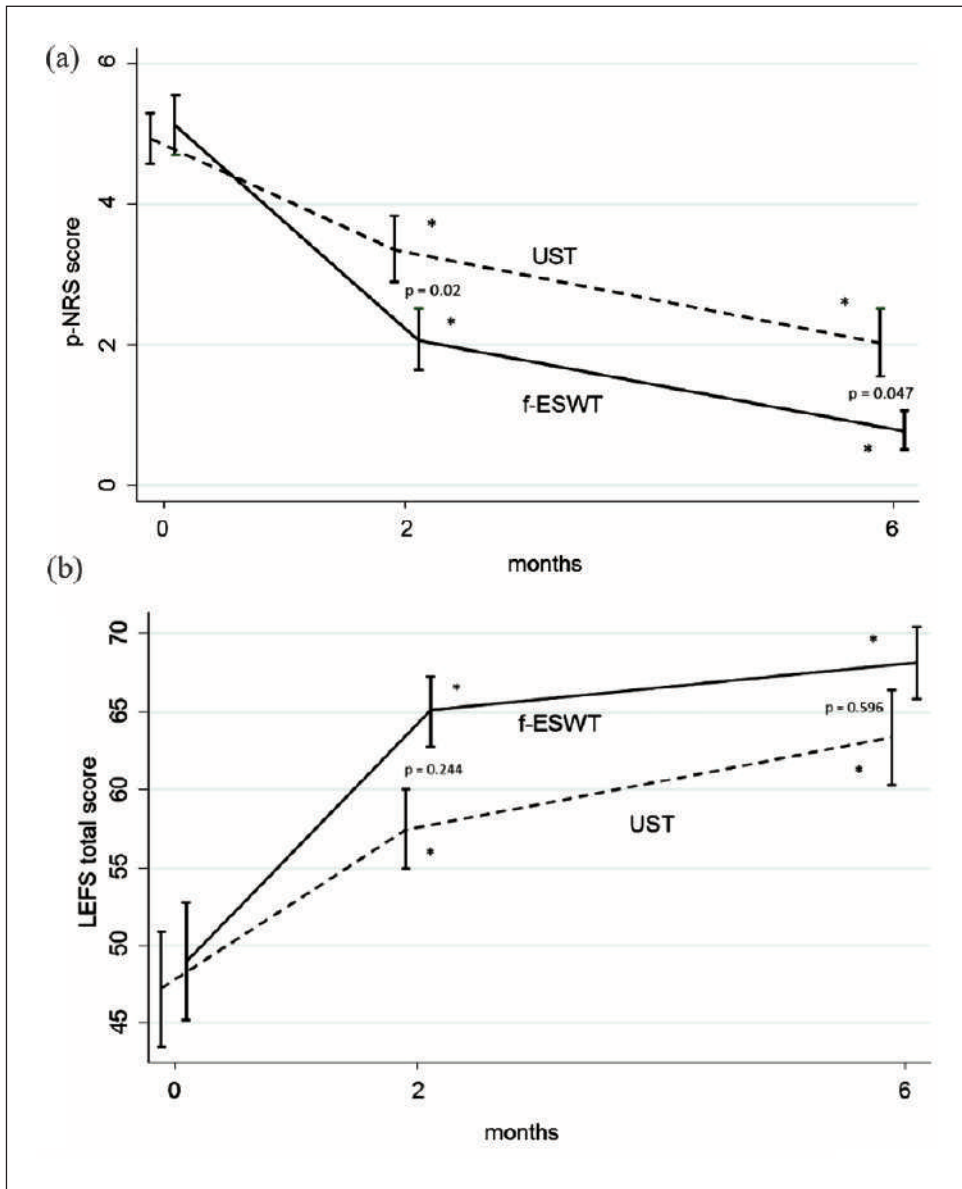 (a)
6
4
2
0
p-NRS score
*
UST
p = 0.02
*
*
f-ESWT
p = 0.047
*
0 2 6
months
(b)
70
65
60
55
50
45
LEFS total score
*
*
f-ESWT
p = 0.596
p = 0.244
*
UST
*
0 2 6
months